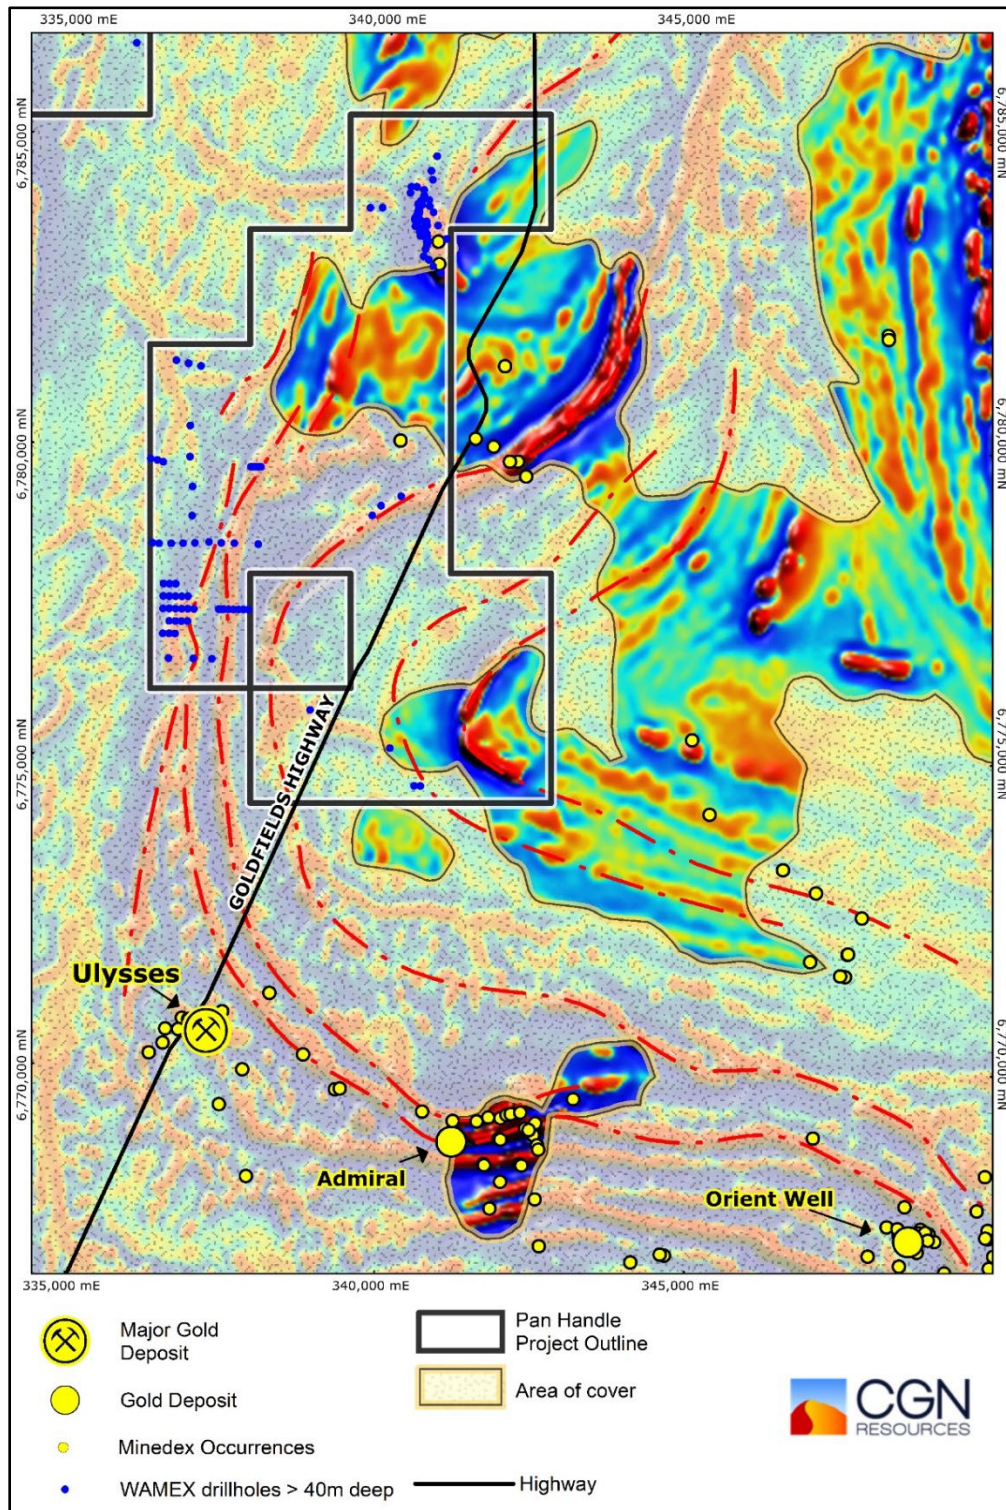 335,000 mE
340,000 mE
345,000 mE
6,785,000 mN
6,785,000 mN
6,780,000 mN
6,780,000 mN
6,775,000 mN
6,775,000 mN
GOLDFIELDS HIGHWAY
Ulysses
6,770,000 mN
6,770,000 mN
Admiral
Orient Well
335,000 mE
340,000 mE
345,000 mE
Major Gold
Deposit
Pan Handle
Project Outline
Gold Deposit
Area of cover
Minedex Occurrences
WAMEX drillholes > 40m deep
Highway
CGN
RESOURCES